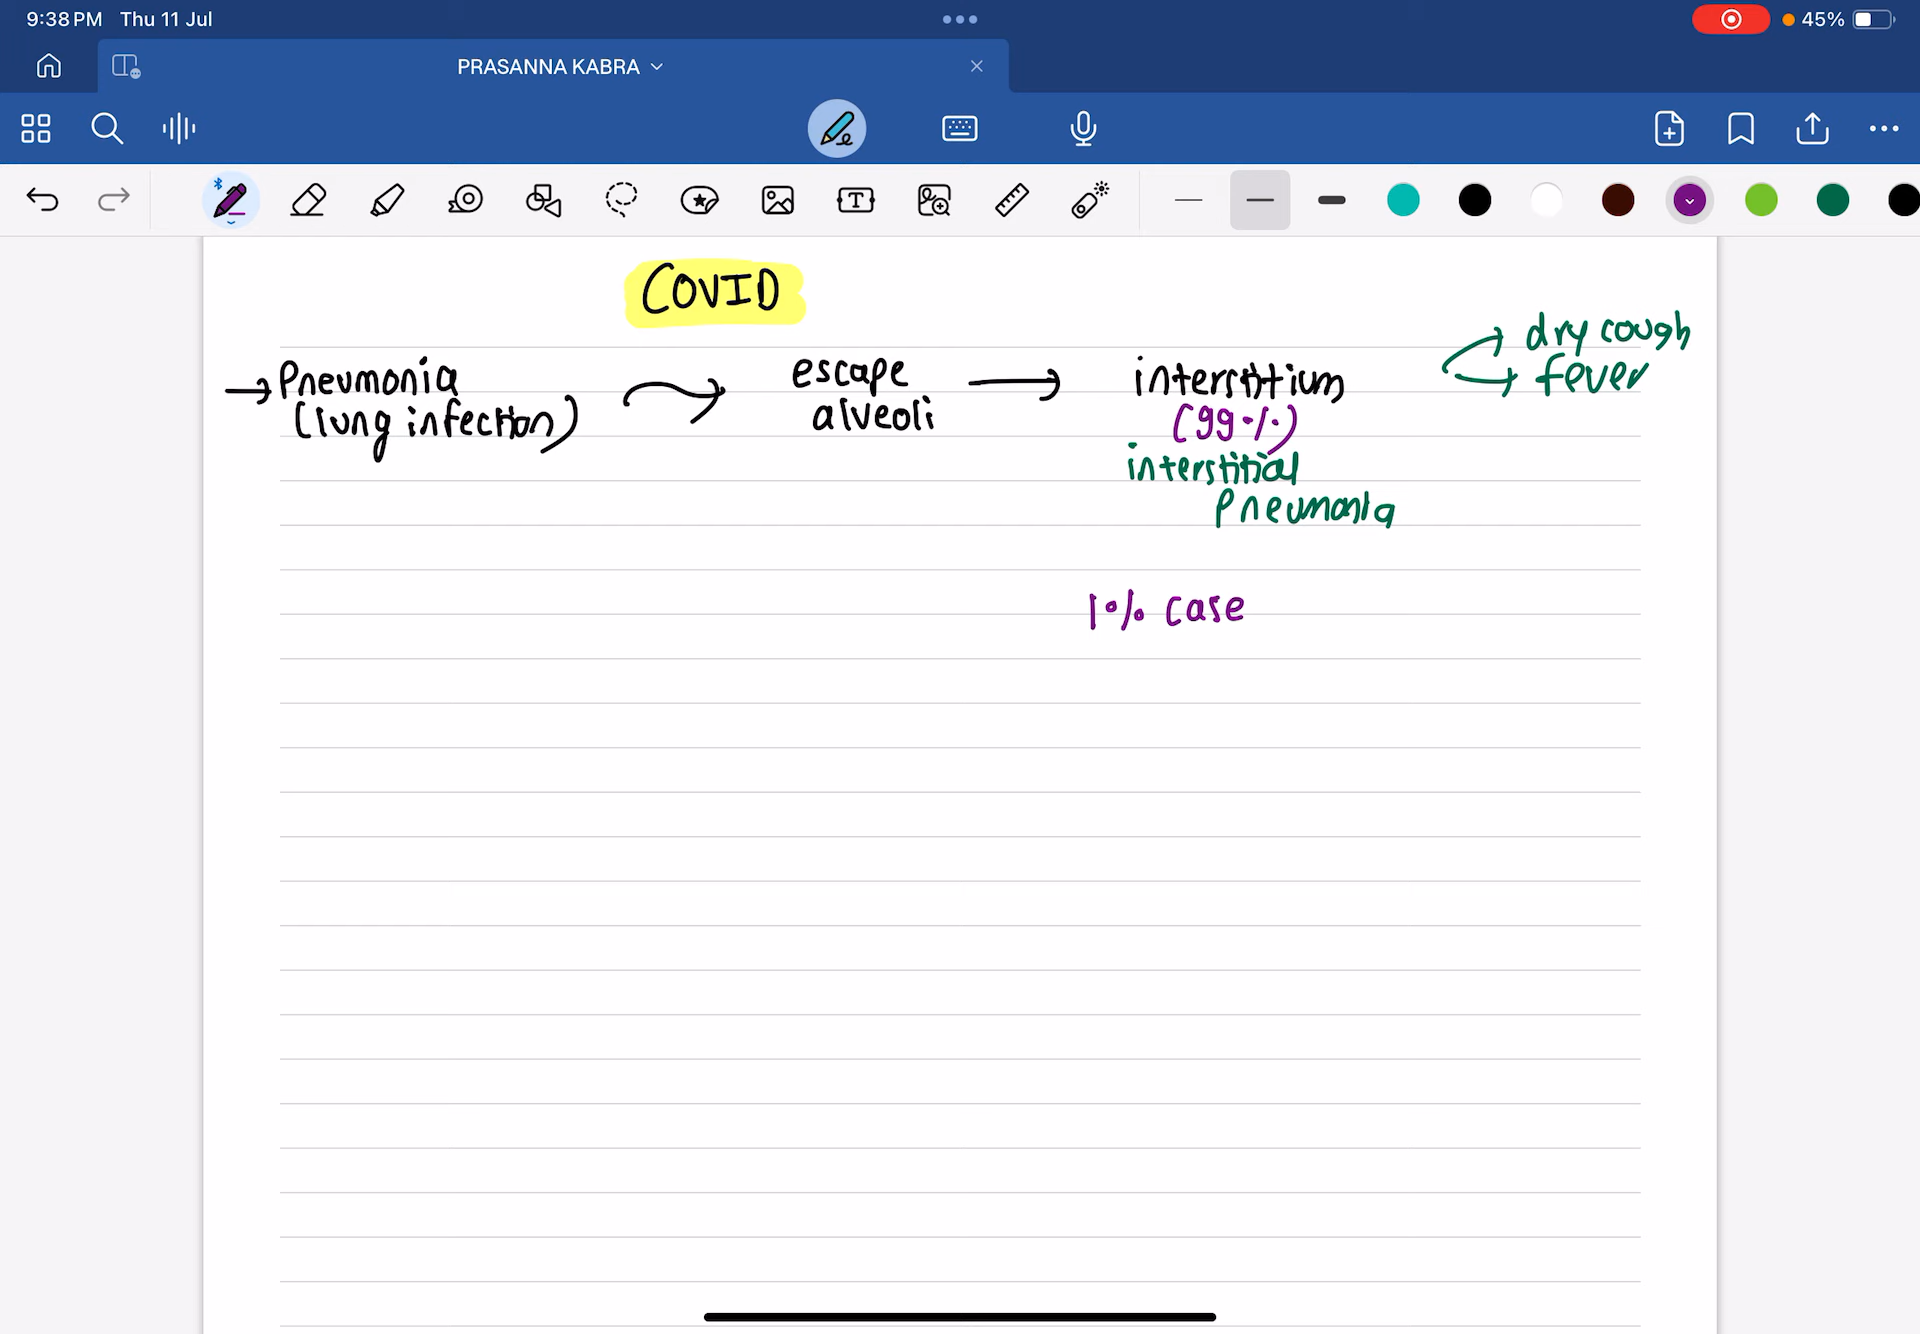 9:38 PM Thu 11 Jul
45%
PRASANNA KABRA
COVID
→ Pneumonia
(lung infection)
escape
alveoli
interstitium
(99%)
interstitial
Pneumonia
dry cough
fever
1% case